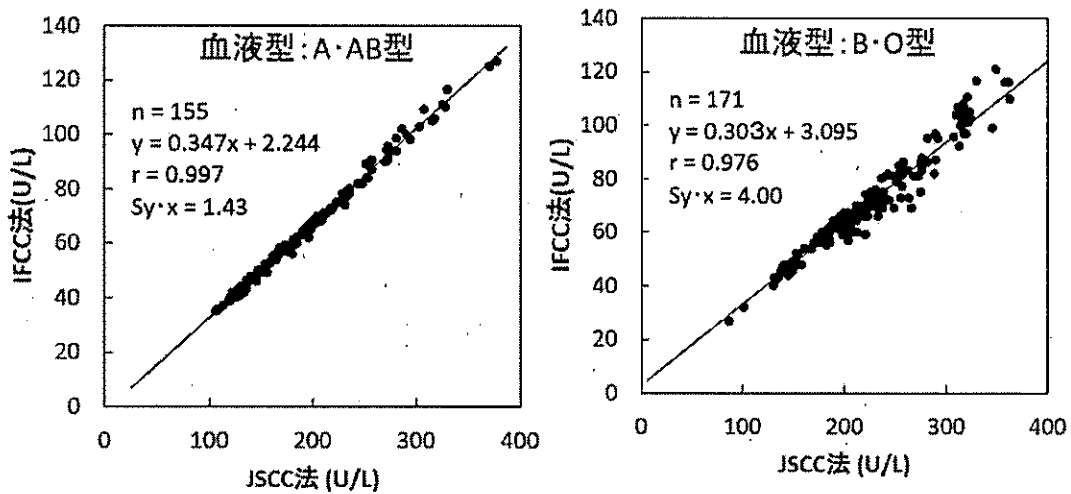 血液型:A·AB型
n = 155
y = 0.347x + 2.244
r = 0.997
Sy·x = 1.43
IFCC法(U/L)
140
120
100
80
60
40
20
0
0 100 200 300 400
JSCC法 (U/L)
血液型:B·O型
n = 171
y = 0.303x + 3.095
r = 0.976
Sy·x = 4.00
IFCC法(U/L)
140
120
100
80
60
40
20
0
0 100 200 300 400
JSCC法 (U/L)